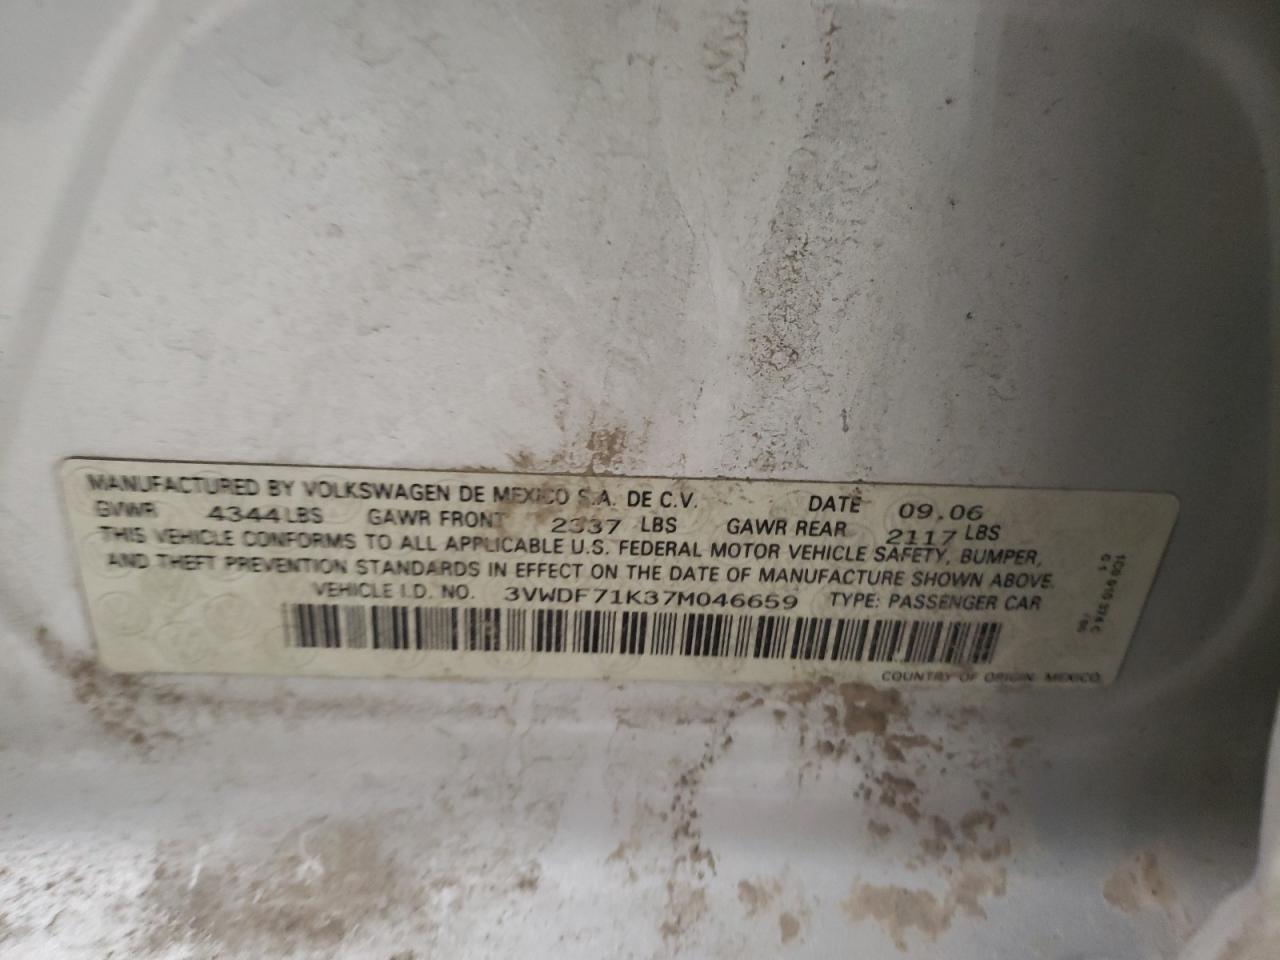 MANUFACTURED BY VOLKSWAGEN DE MEXICO S.A. DE C.V. DATE 09.06
GVWR 4344 LBS GAWR FRONT 2337 LBS GAWR REAR 2117 LBS
THIS VEHICLE CONFORMS TO ALL APPLICABLE U.S. FEDERAL MOTOR VEHICLE SAFETY, BUMPER,
AND THEFT PREVENTION STANDARDS IN EFFECT ON THE DATE OF MANUFACTURE SHOWN ABOVE.
VEHICLE I.D. NO. 3VWDF71K37M046659 TYPE: PASSENGER CAR
COUNTRY OF ORIGIN: MEXICO